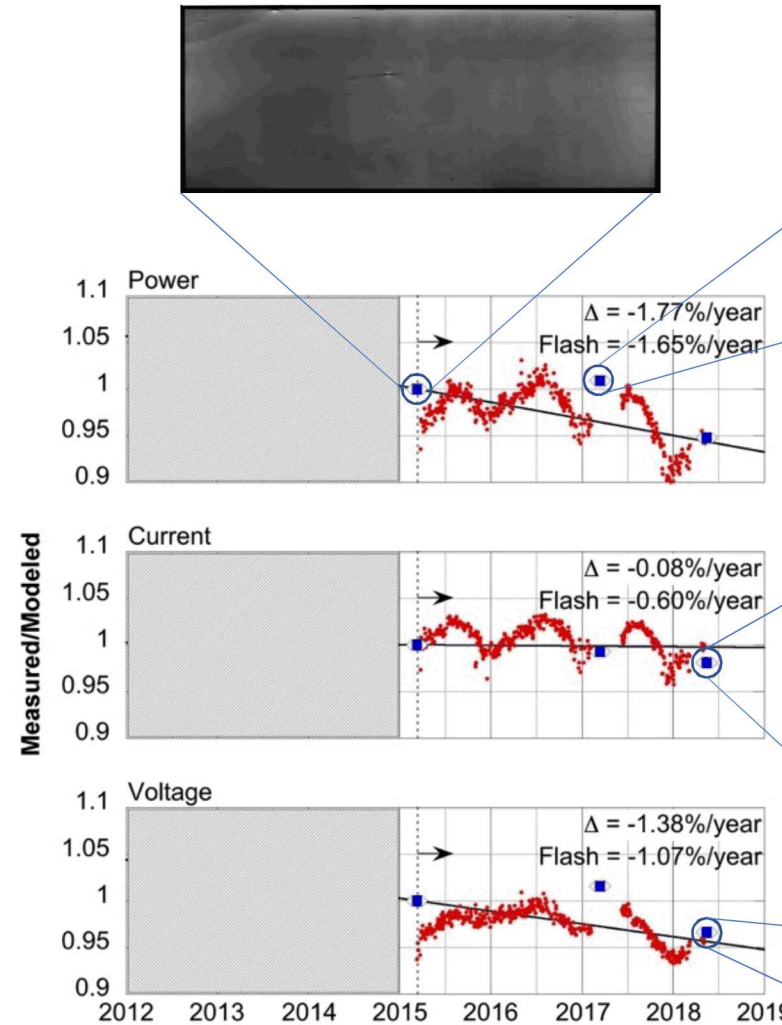 Power
Δ = -1.77%/year
Flash = -1.65%/year
1.1
1.05
1
0.95
0.9
Measured/Modeled
Current
Δ = -0.08%/year
Flash = -0.60%/year
1.1
1.05
1
0.95
0.9
Voltage
Δ = -1.38%/year
Flash = -1.07%/year
1.1
1.05
1
0.95
0.9
2012 2013 2014 2015 2016 2017 2018 2019